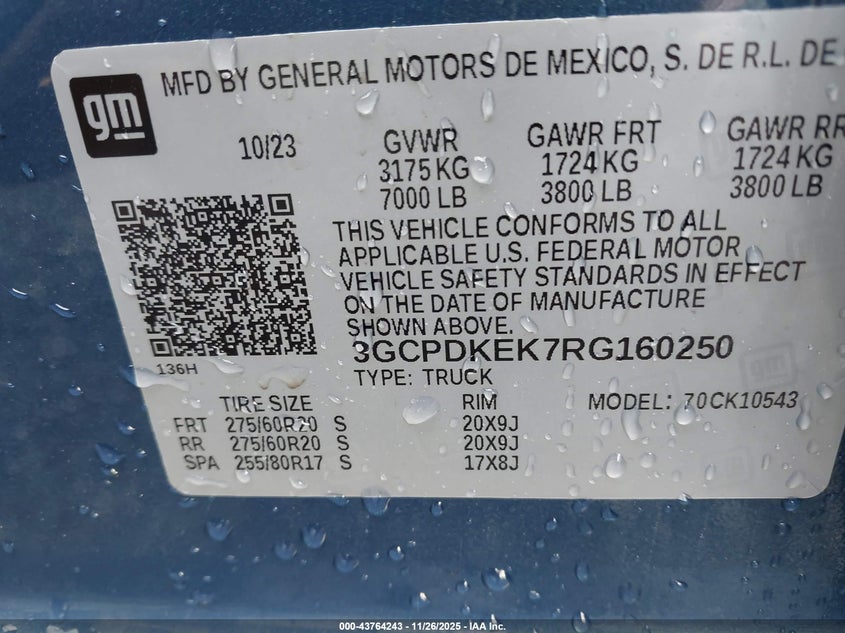 gm
MFD BY GENERAL MOTORS DE MEXICO, S. DE R.L. DE
10/23 GVWR GAWR FRT GAWR RR
3175 KG 1724 KG 1724 KG
7000 LB 3800 LB 3800 LB
THIS VEHICLE CONFORMS TO ALL
APPLICABLE U.S. FEDERAL MOTOR
VEHICLE SAFETY STANDARDS IN EFFECT
ON THE DATE OF MANUFACTURE
SHOWN ABOVE.
136H
3GCPDKEK7RG160250
TYPE: TRUCK
TIRE SIZE RIM MODEL: 70CK10543
FRT 275/60R20 S 20X9J
RR 275/60R20 S 20X9J
SPA 255/80R17 S 17X8J
000-43764243 - 11/26/2025 - IAA Inc.